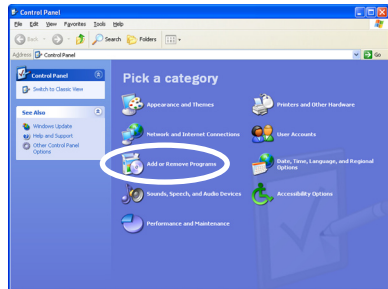 Control Panel
File Edit View Favorites Tools Help
Back Search Folders
Address Control Panel Go
Control Panel
Switch to Classic View
See Also
Windows Update
Help and Support
Other Control Panel
Options
Pick a category
Appearance and Themes
Printers and Other Hardware
Network and Internet Connections
User Accounts
Add or Remove Programs
Date, Time, Language, and Regional
Options
Sounds, Speech, and Audio Devices
Accessibility Options
Performance and Maintenance